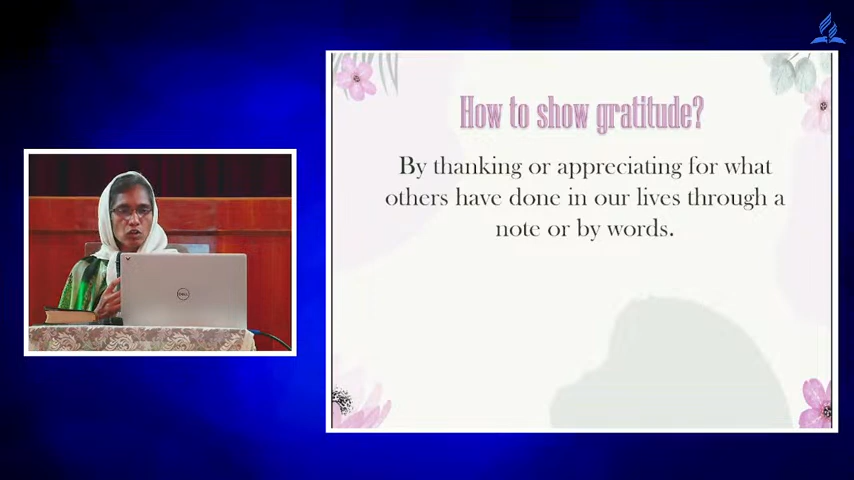 How to show gratitude?
By thanking or appreciating for what
others have done in our lives through a
note or by words.
DELL